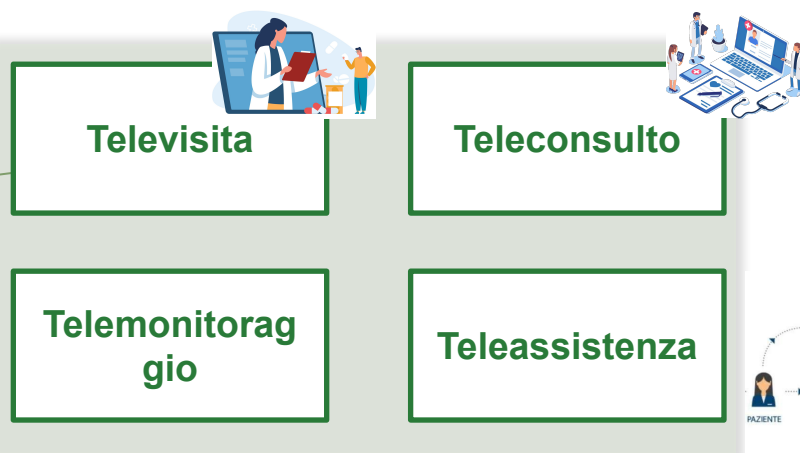 Televisita
Teleconsulto
Telemonitorag
gio
Teleassistenza
PAZIENTE